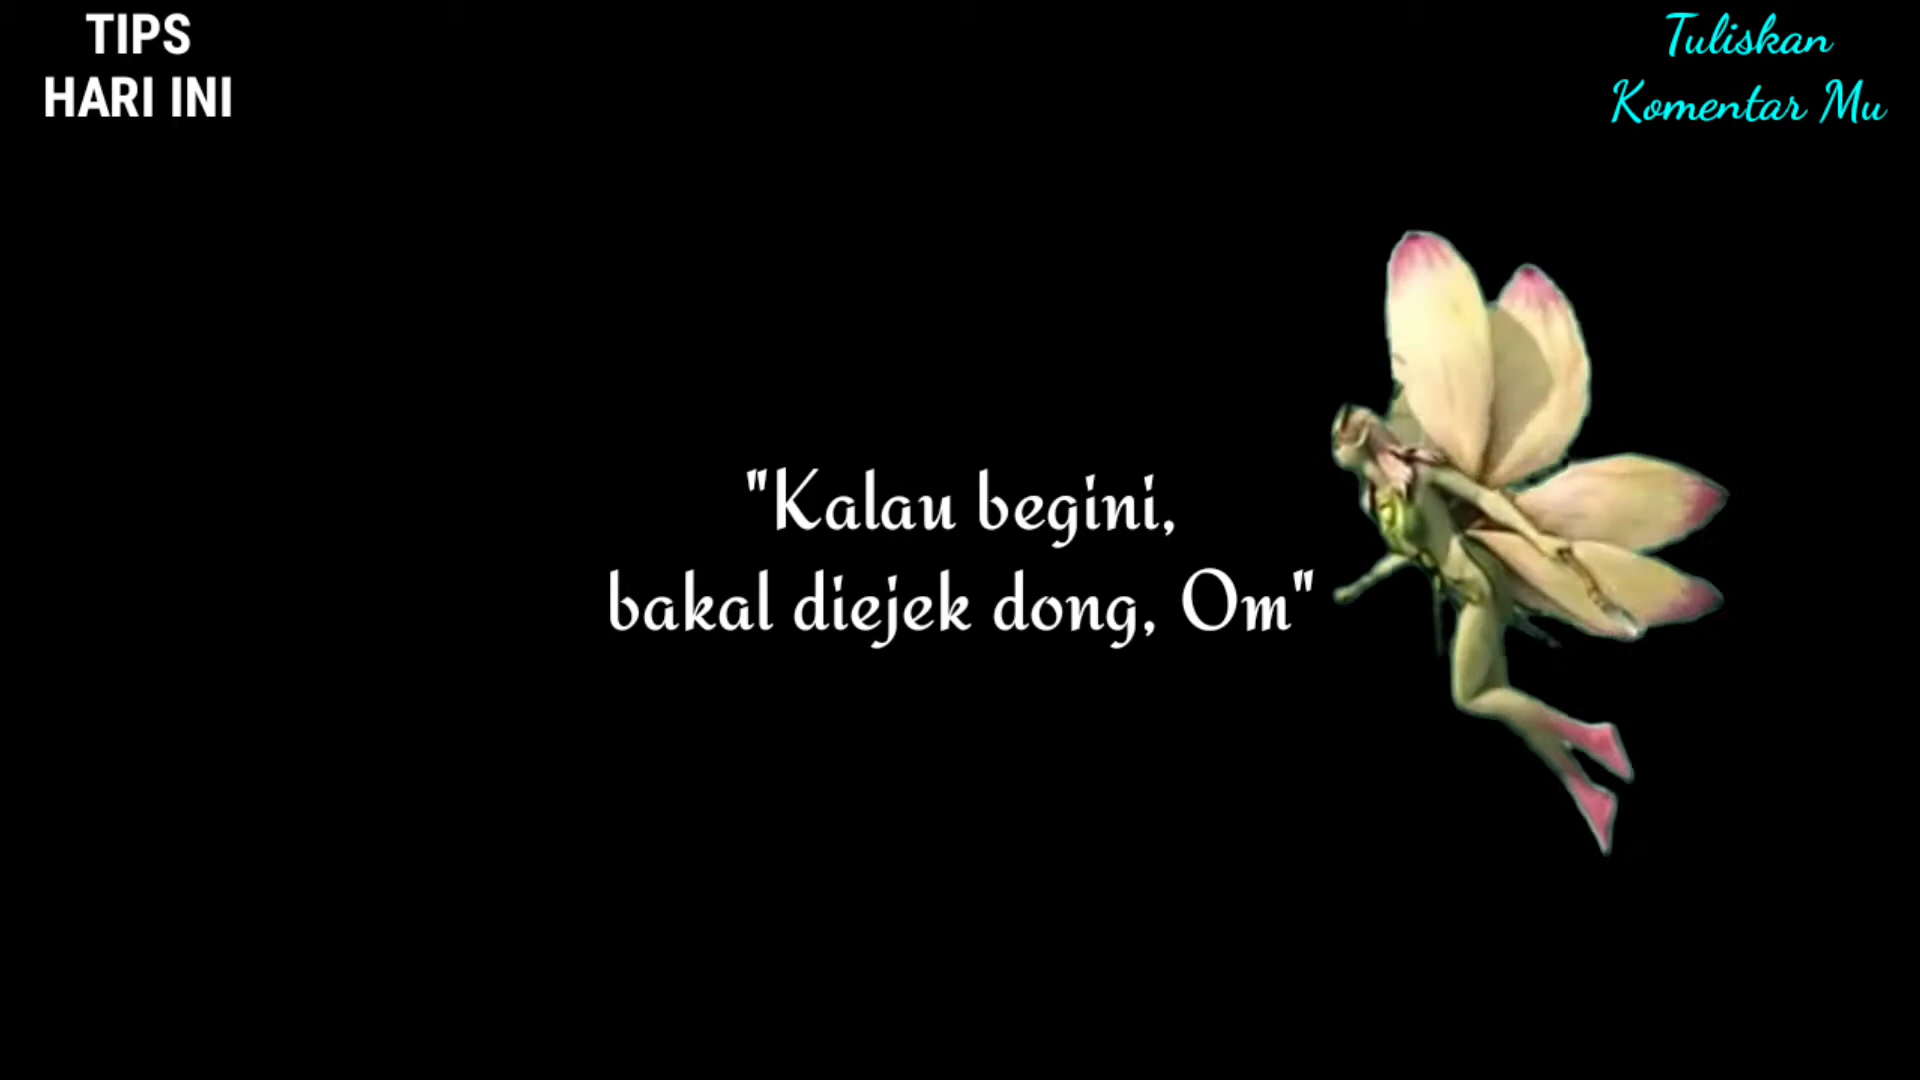 TIPS
HARI INI
Tuliskan
Komentar Mu
"Kalau begini,
bakal diejek dong, Om"